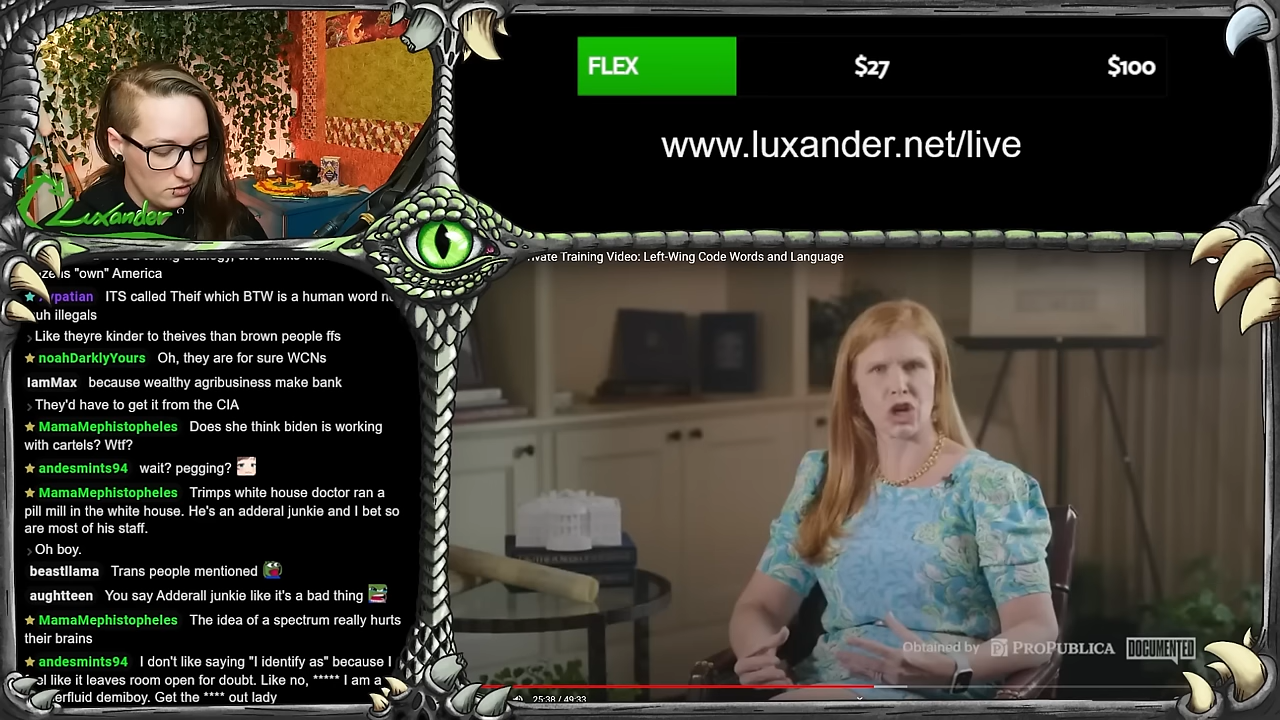 FLEX $27 $100
www.luxander.net/live
Luxander
Private Training Video: Left-Wing Code Words and Language
"own" America
ITS called Theif which BTW is a human word
illegals
Like theyre kinder to theives than brown people ffs
noahDarklyYours Oh, they are for sure WCNs
IamMax because wealthy agribusiness make bank
They'd have to get it from the CIA
MamaMephistopheles Does she think biden is working
with cartels? Wtf?
andesmints94 wait? pegging?
MamaMephistopheles Trimps white house doctor ran a
pill mill in the white house. He's an adderal junkie and I bet so
are most of his staff.
Oh boy.
beastllama Trans people mentioned
aughtteen You say Adderall junkie like it's a bad thing
MamaMephistopheles The idea of a spectrum really hurts
their brains
andesmints94 I don't like saying "I identify as" because I
like it leaves room open for doubt. Like no, ***** I am a
demiboy. Get the **** out lady
Obtained by ProPublica DOCUMENTED
25:38 / 49:33